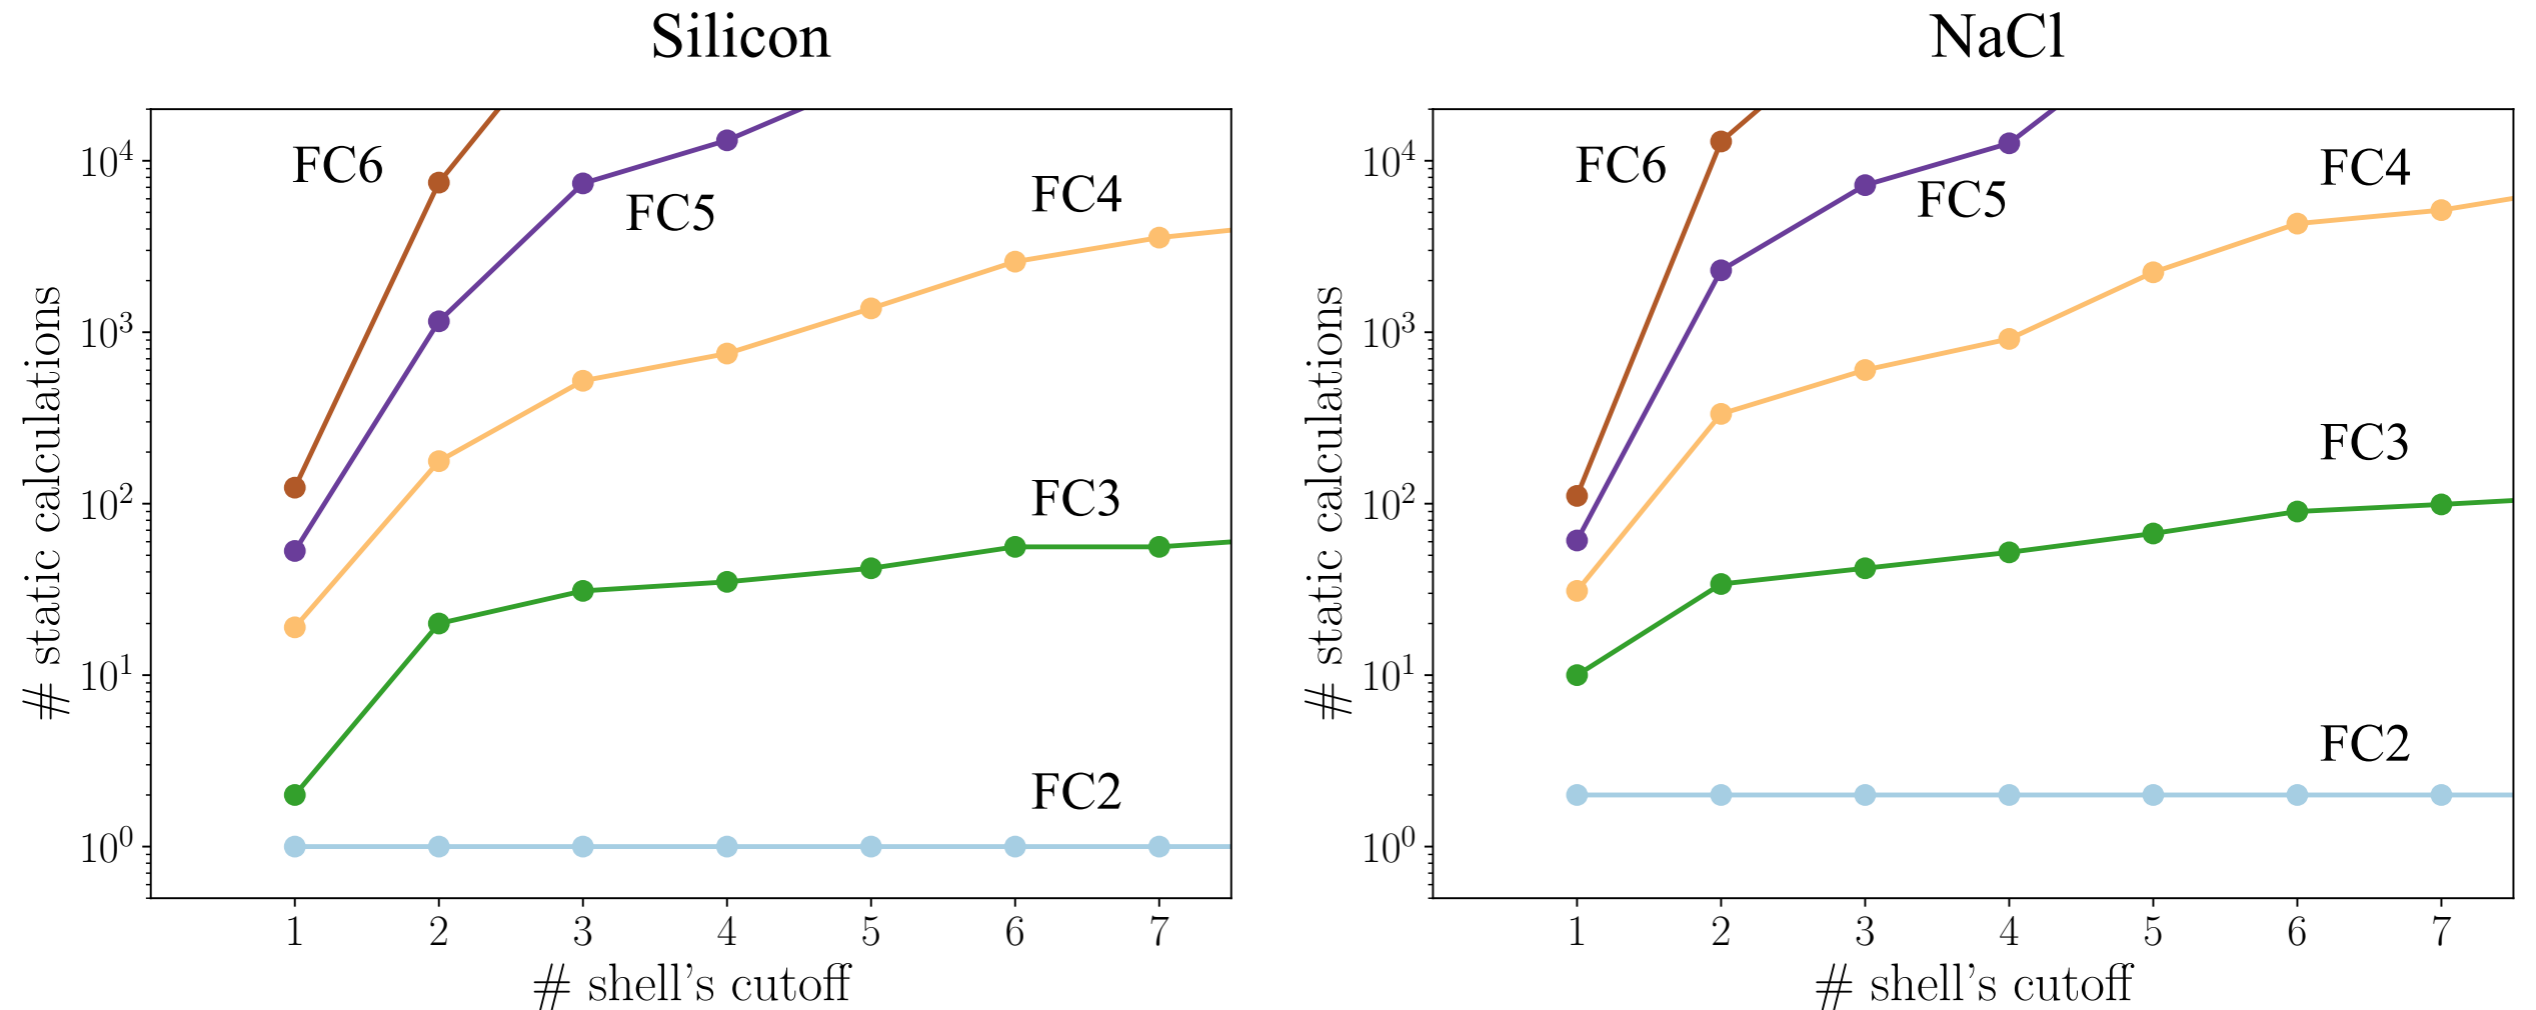 Silicon
# static calculations
10^4
10^3
10^2
10^1
10^0
FC6
FC5
FC4
FC3
FC2
1 2 3 4 5 6 7
# shell's cutoff
NaCl
# static calculations
10^4
10^3
10^2
10^1
10^0
FC6
FC5
FC4
FC3
FC2
1 2 3 4 5 6 7
# shell's cutoff